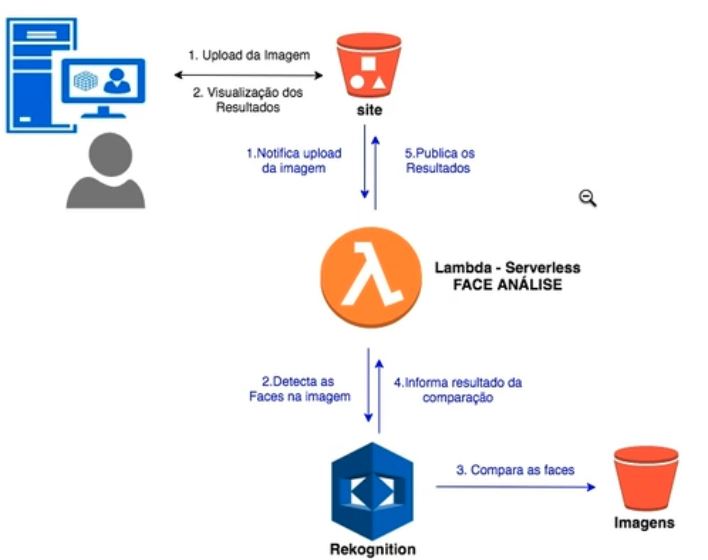 1. Upload da Imagem
2. Visualização dos
Resultados
site
1.Notifica upload
da imagem
5.Publica os
Resultados
Lambda - Serverless
FACE ANÁLISE
2.Detecta as
Faces na imagem
4.Informa resultado da
comparação
3. Compara as faces
Rekognition
Imagens